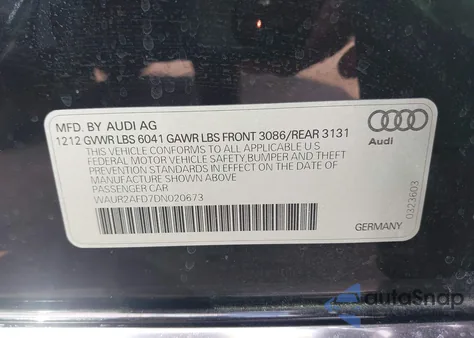 MFD. BY AUDI AG
1212 GVWR LBS 6041 GAWR LBS FRONT 3086/REAR 3131
THIS VEHICLE CONFORMS TO ALL APPLICABLE U.S.
FEDERAL MOTOR VEHICLE SAFETY,BUMPER AND THEFT
PREVENTION STANDARDS IN EFFECT ON THE DATE OF
MANUFACTURE SHOWN ABOVE
PASSENGER CAR
WAUR2AFD7DN020673
Audi
0323603
GERMANY
autoSnap